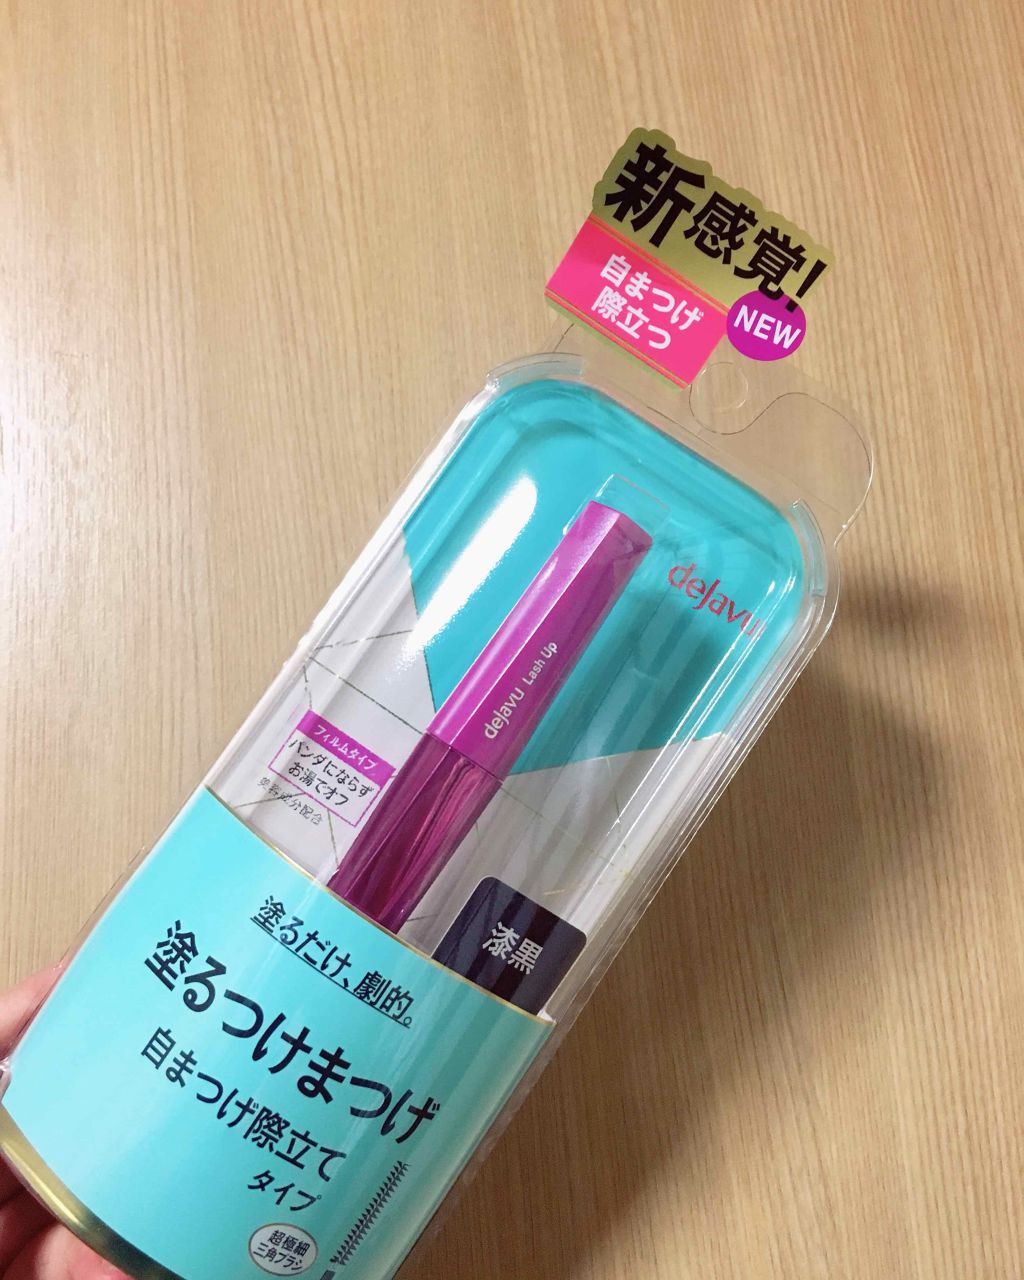 新感覚!
自まつげ
際立つ
NEW
dejavu
dejavu Lash Up
フィルムタイプ
パンダにならず
お湯でオフ
美容成分配合
漆黒
塗るだけ、劇的。
塗るつけまつげ
自まつげ際立て
タイプ
超極細
三角ブラシ